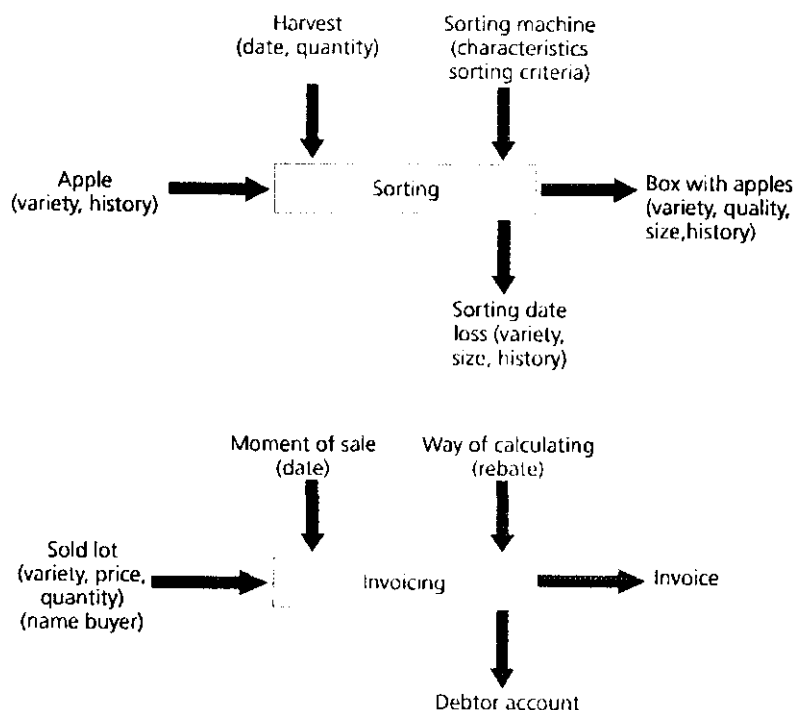 Harvest
(date, quantity)
Sorting machine
(characteristics
sorting criteria)
Apple
(variety, history)
Sorting
Box with apples
(variety, quality,
size,history)
Sorting date
loss (variety,
size, history)
Moment of sale
(date)
Way of calculating
(rebate)
Sold lot
(variety, price,
quantity)
(name buyer)
Invoicing
Invoice
Debtor account